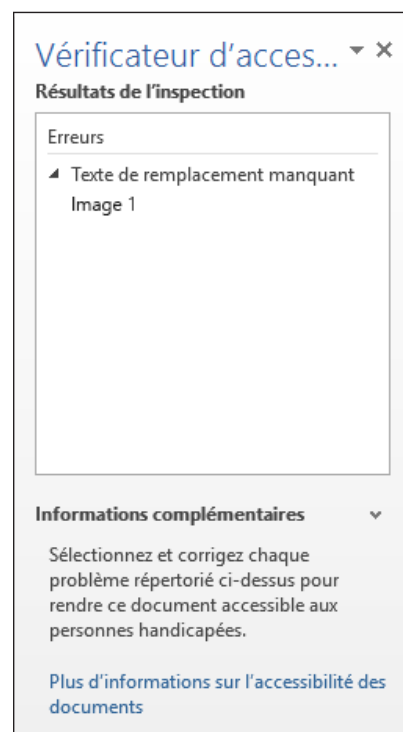 Vérificateur d’acces...
Résultats de l’inspection
Erreurs
Texte de remplacement manquant
Image 1
Informations complémentaires
Sélectionnez et corrigez chaque
problème répertorié ci-dessus pour
rendre ce document accessible aux
personnes handicapées.
Plus d’informations sur l’accessibilité des
documents